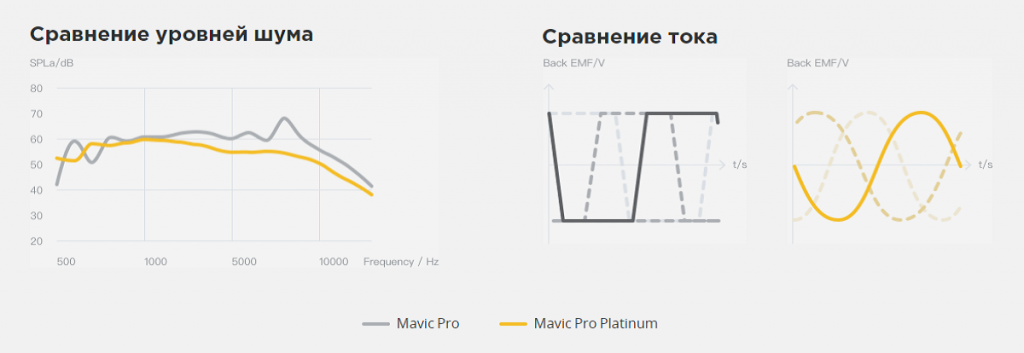 Сравнение уровней шума
SPLa/dB
80
70
60
50
40
30
20
500 1000 5000 10000 Frequency / Hz
Сравнение тока
Back EMF/V
t/s
Back EMF/V
t/s
Mavic Pro
Mavic Pro Platinum